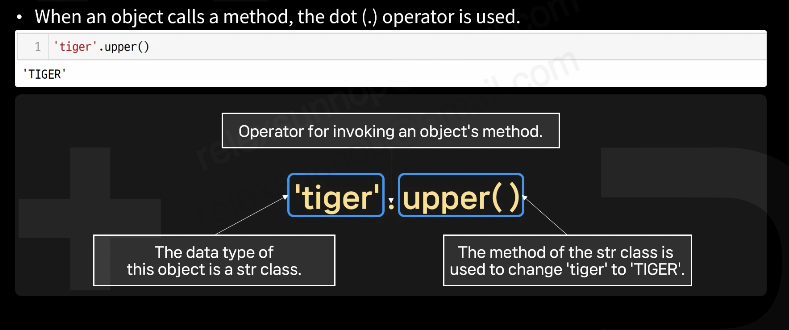 • When an object calls a method, the dot (.) operator is used.
1 'tiger'.upper()
'TIGER'
Operator for invoking an object's method.
'tiger'.upper()
The data type of
this object is a str class.
The method of the str class is
used to change 'tiger' to 'TIGER'.